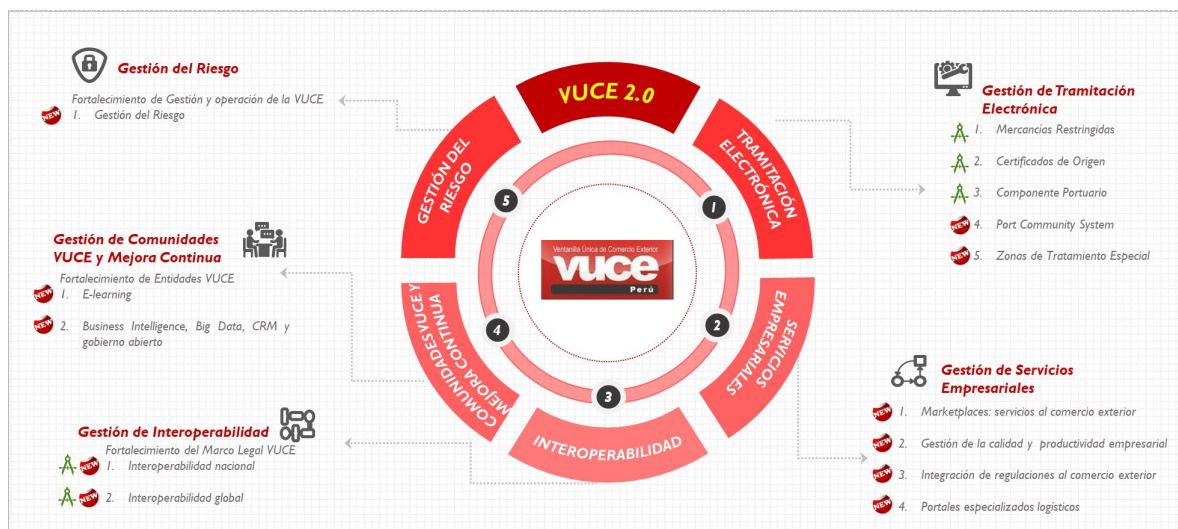 VUCE 2.0
TRAMITACIÓN
ELECTRÓNICA
SERVICIOS
EMPRESARIALES
INTEROPERABILIDAD
COMUNIDADES VUCE Y
MEJORA CONTINUA
GESTIÓN DEL
RIESGO
1
2
3
4
5
Ventanilla Única de Comercio Exterior
vuce
Perú
Gestión del Riesgo
Fortalecimiento de Gestión y operación de la VUCE
NEW 1. Gestión del Riesgo
Gestión de Comunidades
VUCE y Mejora Continua
Fortalecimiento de Entidades VUCE
NEW 1. E-learning
NEW 2. Business Intelligence, Big Data, CRM y
gobierno abierto
Gestión de Interoperabilidad
Fortalecimiento del Marco Legal VUCE
NEW 1. Interoperabilidad nacional
NEW 2. Interoperabilidad global
Gestión de Tramitación
Electrónica
1. Mercancías Restringidas
2. Certificados de Origen
3. Componente Portuario
NEW 4. Port Community System
NEW 5. Zonas de Tratamiento Especial
Gestión de Servicios
Empresariales
NEW 1. Marketplaces: servicios al comercio exterior
NEW 2. Gestión de la calidad y productividad empresarial
NEW 3. Integración de regulaciones al comercio exterior
NEW 4. Portales especializados logísticos